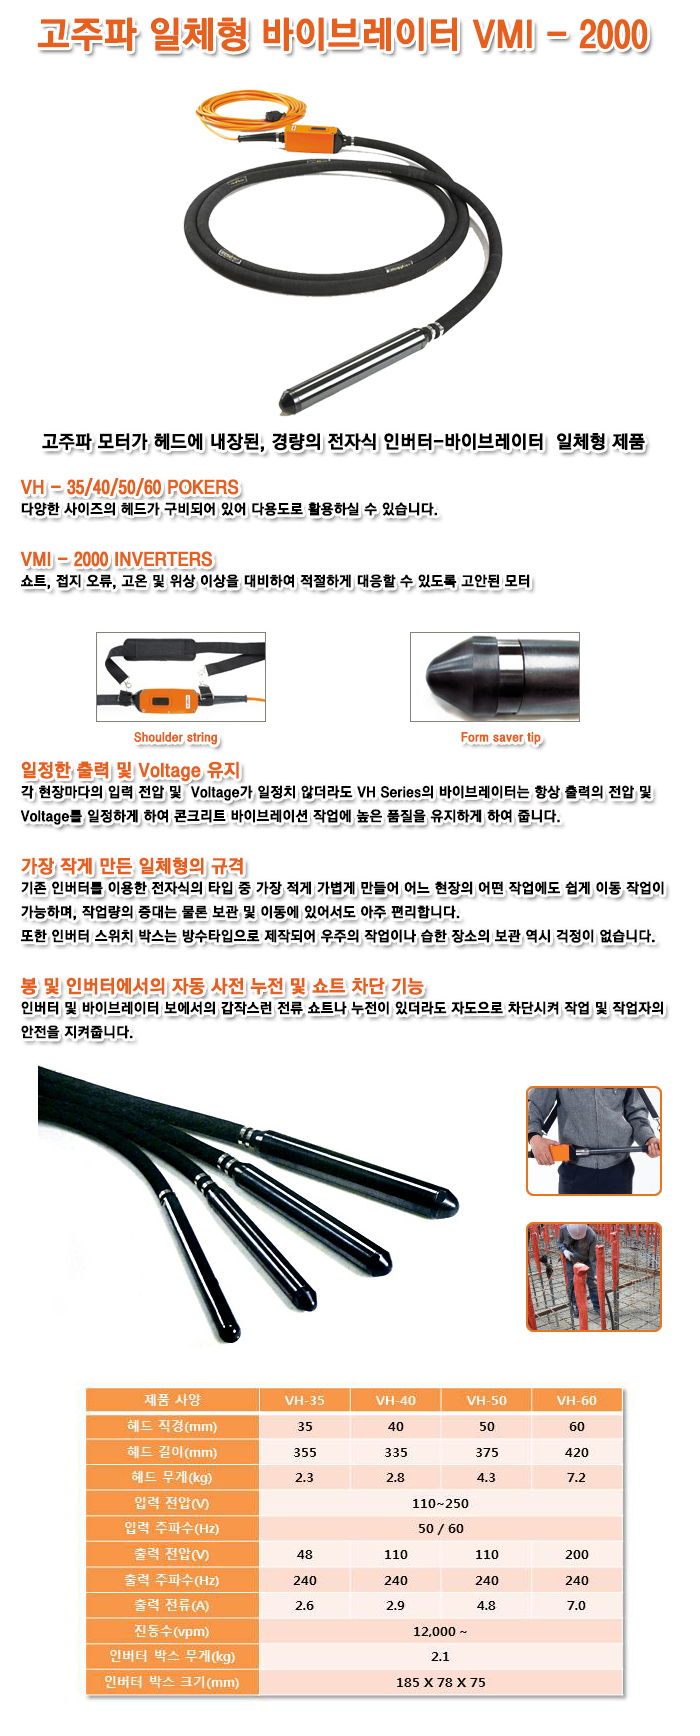 고주파 일체형 바이브레이터 VMI - 2000
고주파 모터가 헤드에 내장된, 경량의 전자식 인버터-바이브레이터 일체형 제품
VH - 35/40/50/60 POKERS
다양한 사이즈의 헤드가 구비되어 있어 다용도로 활용하실 수 있습니다.
VMI - 2000 INVERTERS
쇼트, 접지 오류, 고온 및 위상 이상을 대비하여 적절하게 대응할 수 있도록 고안된 모터
Shoulder string
Form saver tip
일정한 출력 및 Voltage 유지
각 현장마다의 입력 전압 및 Voltage가 일정치 않더라도 VH Series의 바이브레이터는 항상 출력의 전압 및
Voltage를 일정하게 하여 콘크리트 바이브레이션 작업에 높은 품질을 유지하게 하여 줍니다.
가장 작게 만든 일체형의 규격
기존 인버터를 이용한 전자식의 타입 중 가장 적게 가볍게 만들어 어느 현장의 어떤 작업에도 쉽게 이동 작업이
가능하며, 작업량의 증대는 물론 보관 및 이동에 있어서도 아주 편리합니다.
또한 인버터 스위치 박스는 방수타입으로 제작되어 우주의 작업이나 습한 장소의 보관 역시 걱정이 없습니다.
봉 및 인버터에서의 자동 사전 누전 및 쇼트 차단 기능
인버터 및 바이브레이터 보에서의 갑작스런 전류 쇼트나 누전이 있더라도 자도으로 차단시켜 작업 및 작업자의
안전을 지켜줍니다.
제품 사양 VH-35 VH-40 VH-50 VH-60
헤드 직경(mm) 35 40 50 60
헤드 길이(mm) 355 335 375 420
헤드 무게(kg) 2.3 2.8 4.3 7.2
입력 전압(V) 110~250
입력 주파수(Hz) 50 / 60
출력 전압(V) 48 110 110 200
출력 주파수(Hz) 240 240 240 240
출력 전류(A) 2.6 2.9 4.8 7.0
진동수(vpm) 12,000 ~
인버터 박스 무게(kg) 2.1
인버터 박스 크기(mm) 185 X 78 X 75